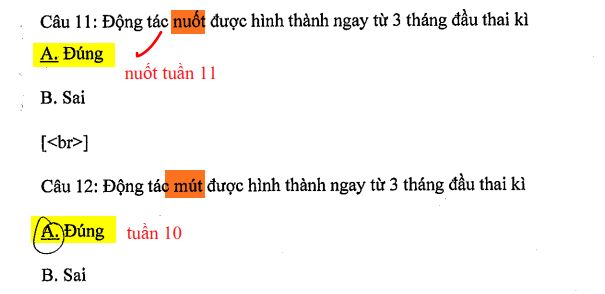 Câu 11: Động tác nuốt được hình thành ngay từ 3 tháng đầu thai kì
A. Đúng
nuốt tuần 11
B. Sai
[<br>]
Câu 12: Động tác mút được hình thành ngay từ 3 tháng đầu thai kì
A. Đúng tuần 10
B. Sai